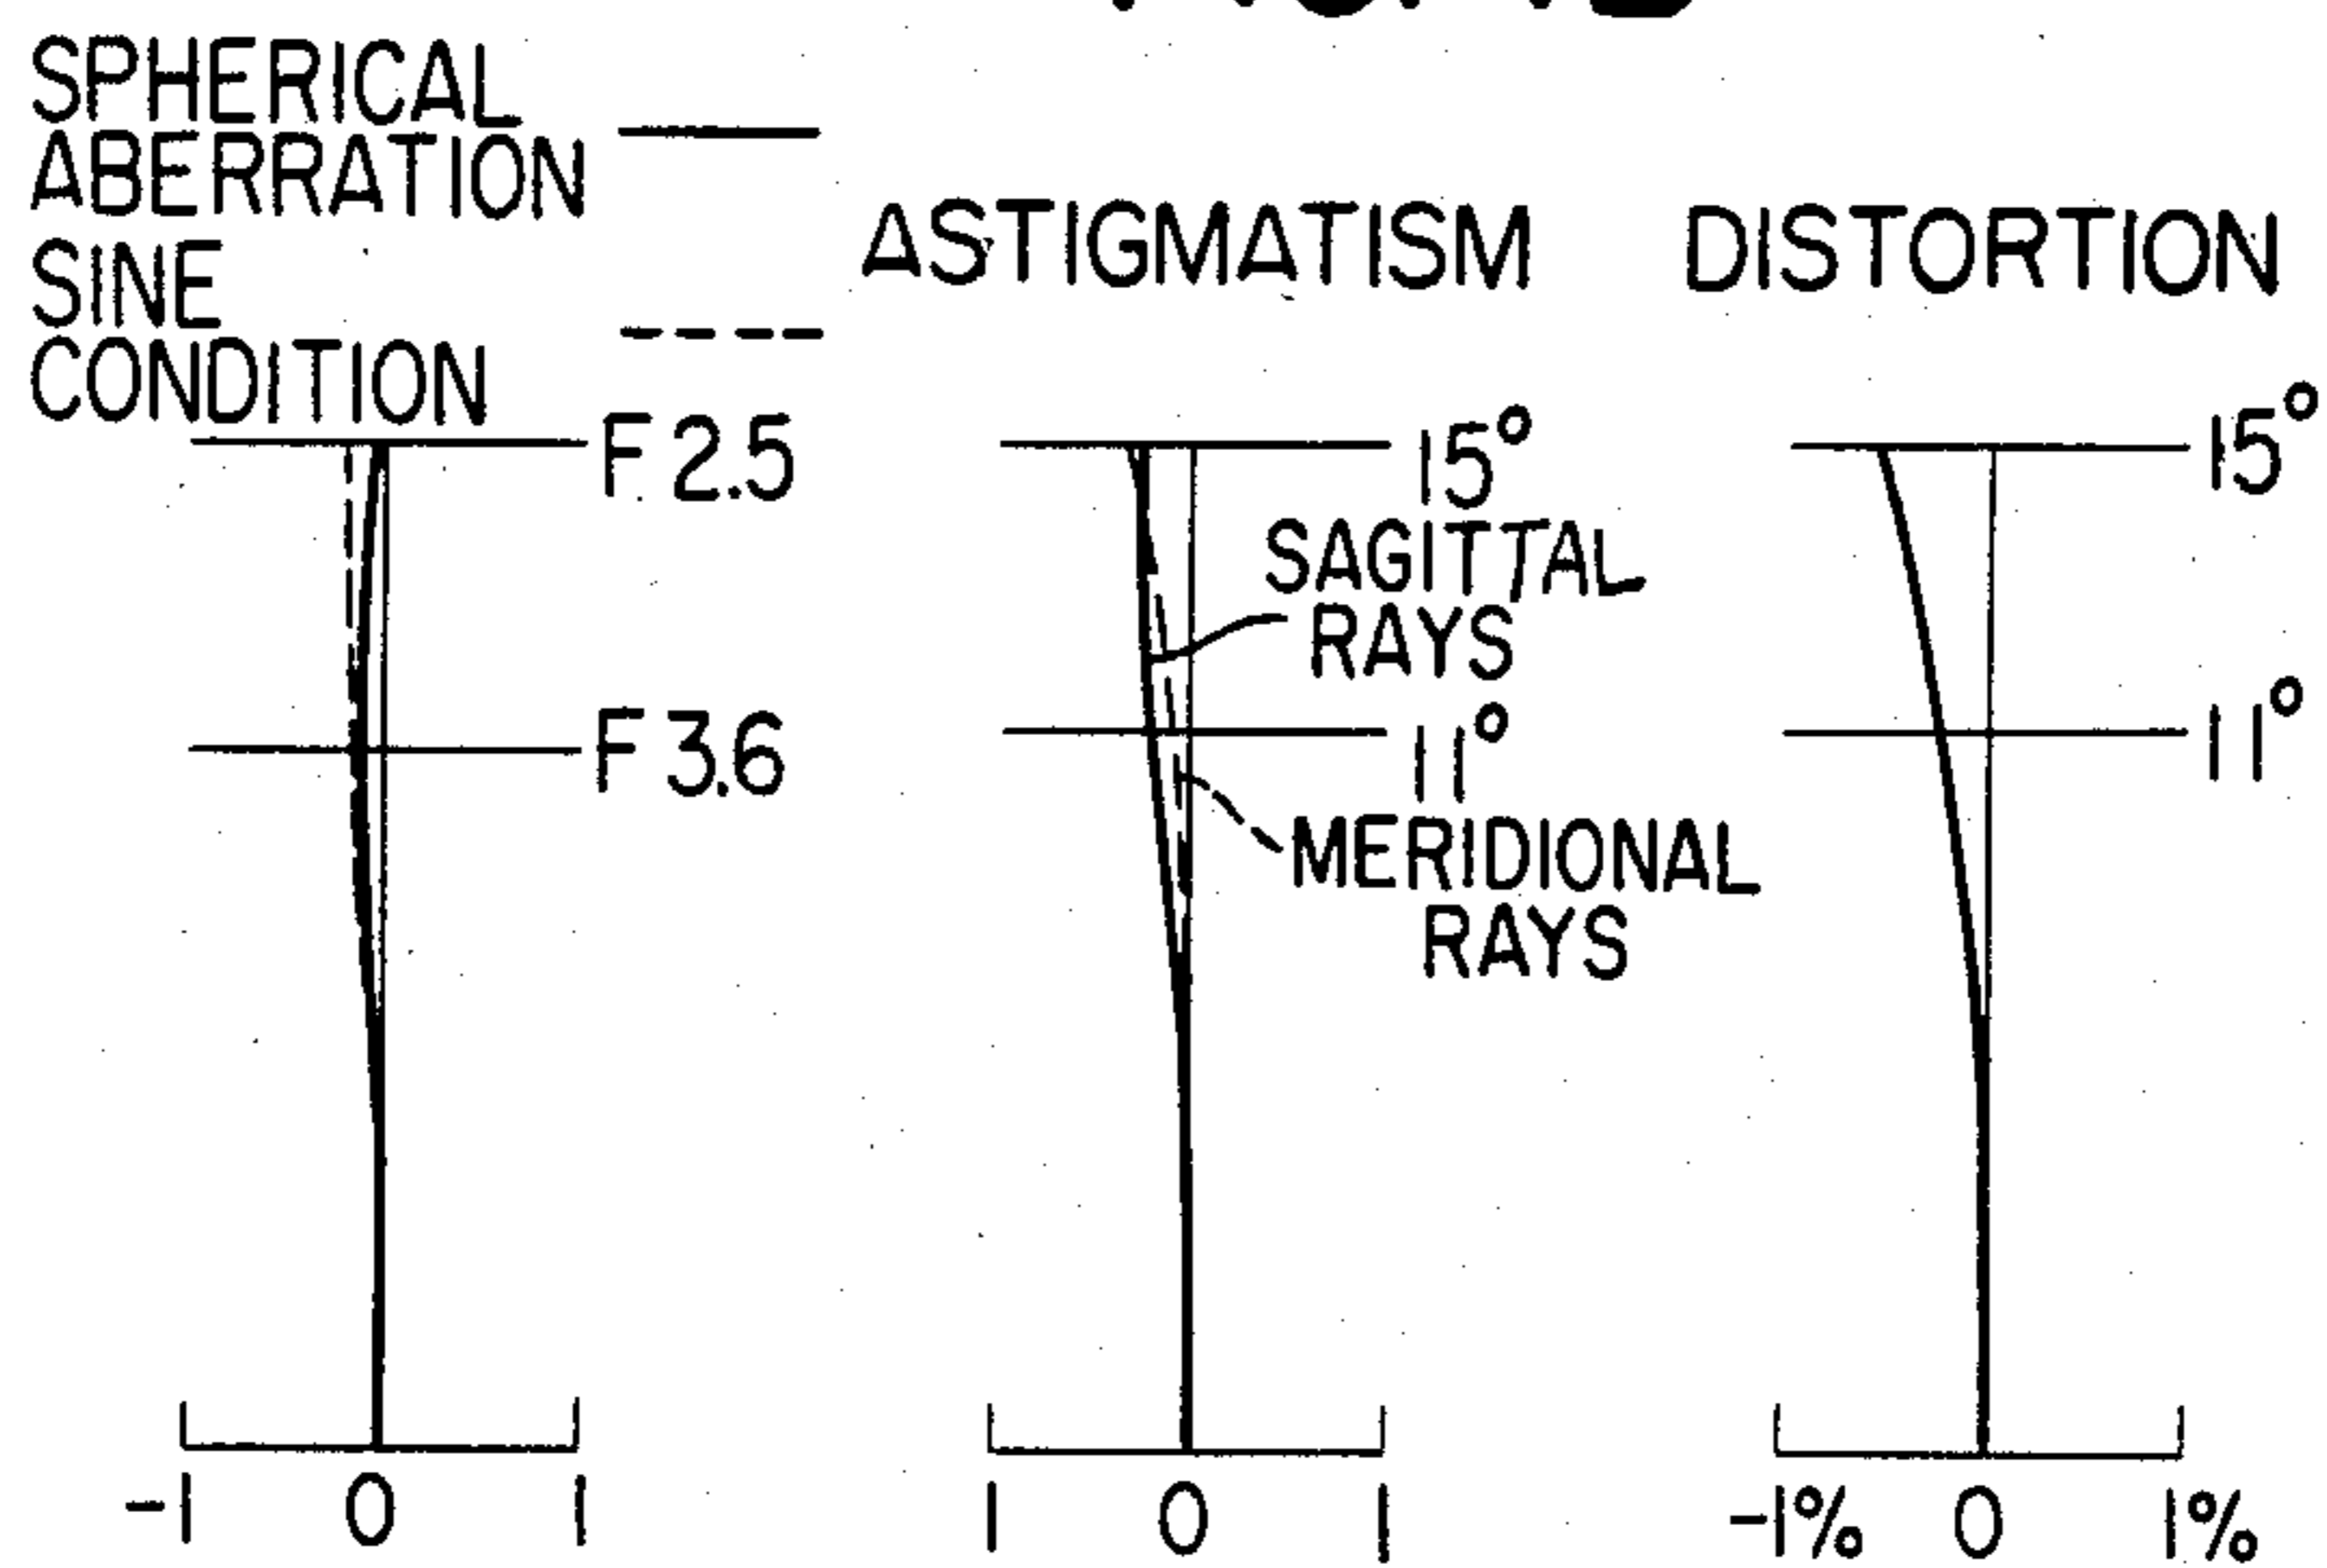 SPHERICAL
ABERRATION
SINE
CONDITION
F 2.5
F 3.6
-1 0 1
ASTIGMATISM
15°
SAGITTAL
RAYS
11°
MERIDIONAL
RAYS
1 0 1
DISTORTION
15°
11°
-1% 0 1%